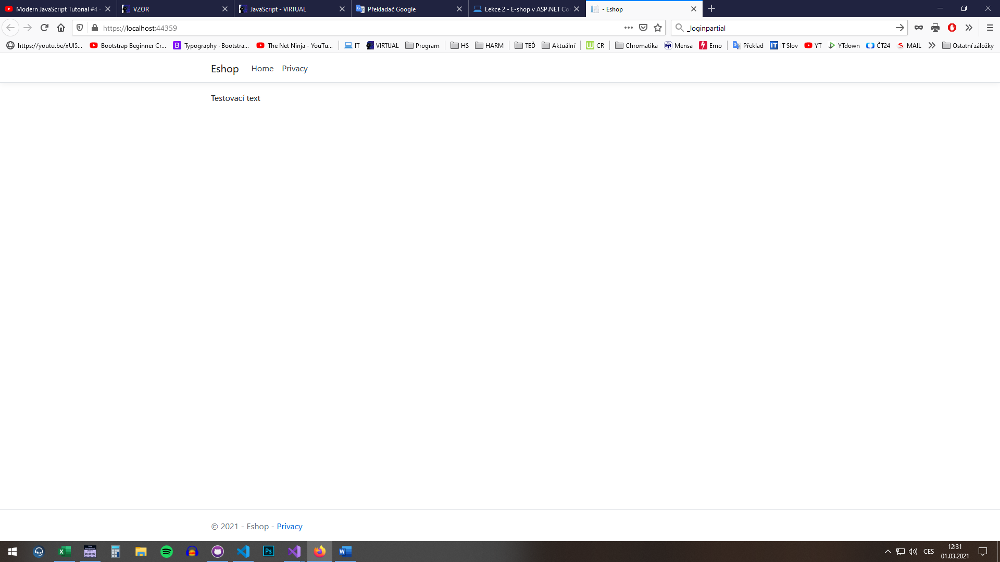 Modern JavaScript Tutorial #4 -
VZOR
JavaScript - VIRTUAL
Překladač Google
Lekce 2 - E-shop v ASP.NET Co
- Eshop
https://localhost:44359
_loginpartial
https://youtu.be/xUI5...
Bootstrap Beginner Cr...
Typography · Bootstra...
The Net Ninja - YouTu...
IT
VIRTUAL
Program
HS
HARM
TEĎ
Aktuální
CR
Chromatika
Mensa
Emo
Překlad
IT Slov
YT
YTdown
ČT24
MAIL
Ostatní záložky
Eshop Home Privacy
Testovací text
© 2021 - Eshop - Privacy
CES
12:31
01.03.2021